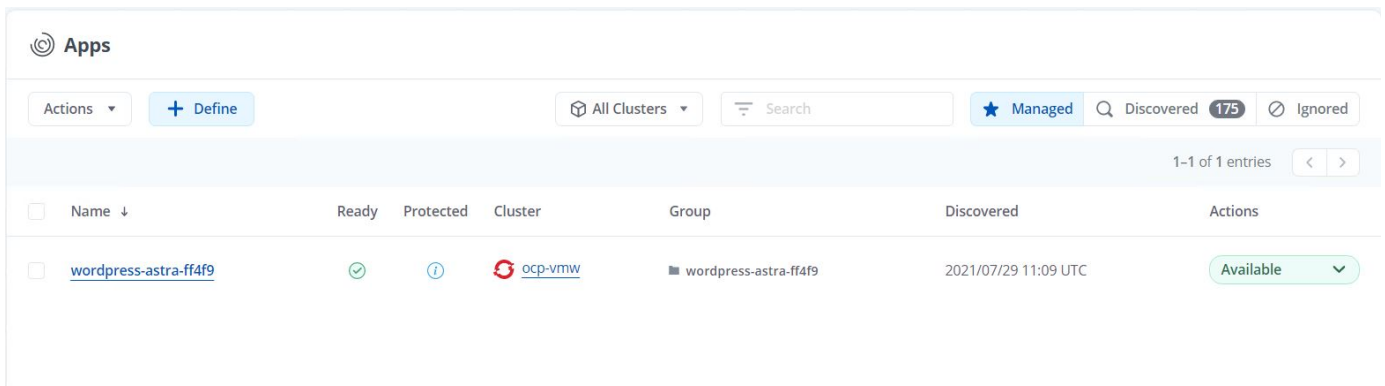 Apps
Actions + Define All Clusters Search Managed Discovered 175 Ignored
1–1 of 1 entries < >
Name ↓ Ready Protected Cluster Group Discovered Actions
wordpress-astra-ff4f9 ocp-vmw wordpress-astra-ff4f9 2021/07/29 11:09 UTC Available